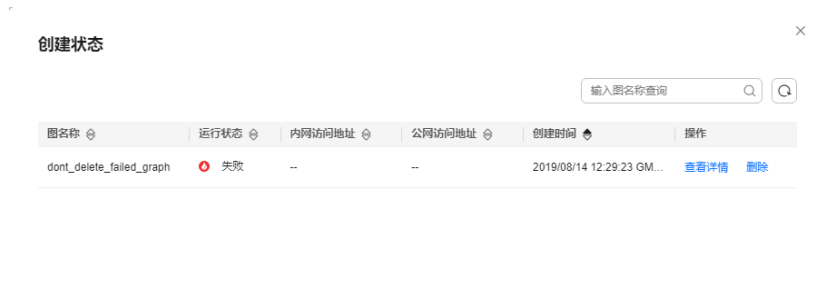 创建状态
输入图名称查询
图名称 运行状态 内网访问地址 公网访问地址 创建时间 操作
dont_delete_failed_graph 失败 -- -- 2019/08/14 12:29:23 GM... 查看详情 删除